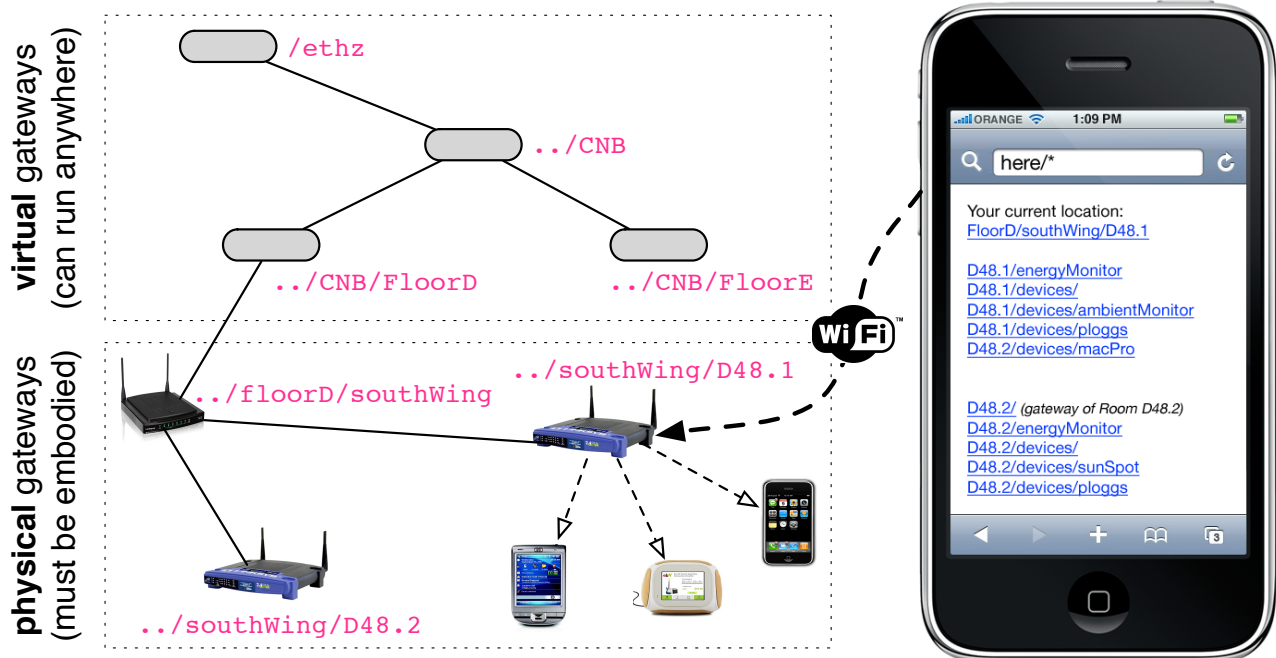 virtual gateways
(can run anywhere)
/ethz
../CNB
../CNB/FloorD
../CNB/FloorE
physical gateways
(must be embodied)
../floorD/southWing
../southWing/D48.1
../southWing/D48.2
Wi Fi ™
ORANGE 1:09 PM
here/*
Your current location:
FloorD/southWing/D48.1
D48.1/energyMonitor
D48.1/devices/
D48.1/devices/ambientMonitor
D48.1/devices/ploggs
D48.2/devices/macPro
D48.2/ (gateway of Room D48.2)
D48.2/energyMonitor
D48.2/devices/
D48.2/devices/sunSpot
D48.2/devices/ploggs
3